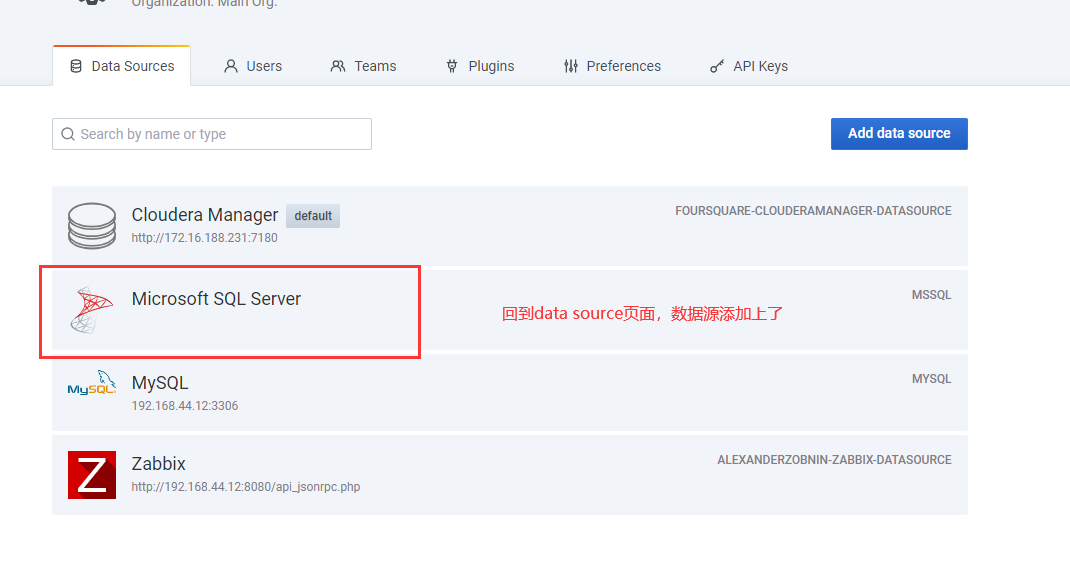 Organization: Main Org.
Data Sources
Users
Teams
Plugins
Preferences
API Keys
Search by name or type
Add data source
Cloudera Manager default
FOURSQUARE-CLOUDERAMANAGER-DATASOURCE
http://172.16.188.231:7180
Microsoft SQL Server
MSSQL
回到data source页面，数据源添加上了
MySQL
MySQL
MYSQL
192.168.44.12:3306
Z
Zabbix
ALEXANDERZOBNIN-ZABBIX-DATASOURCE
http://192.168.44.12:8080/api_jsonrpc.php